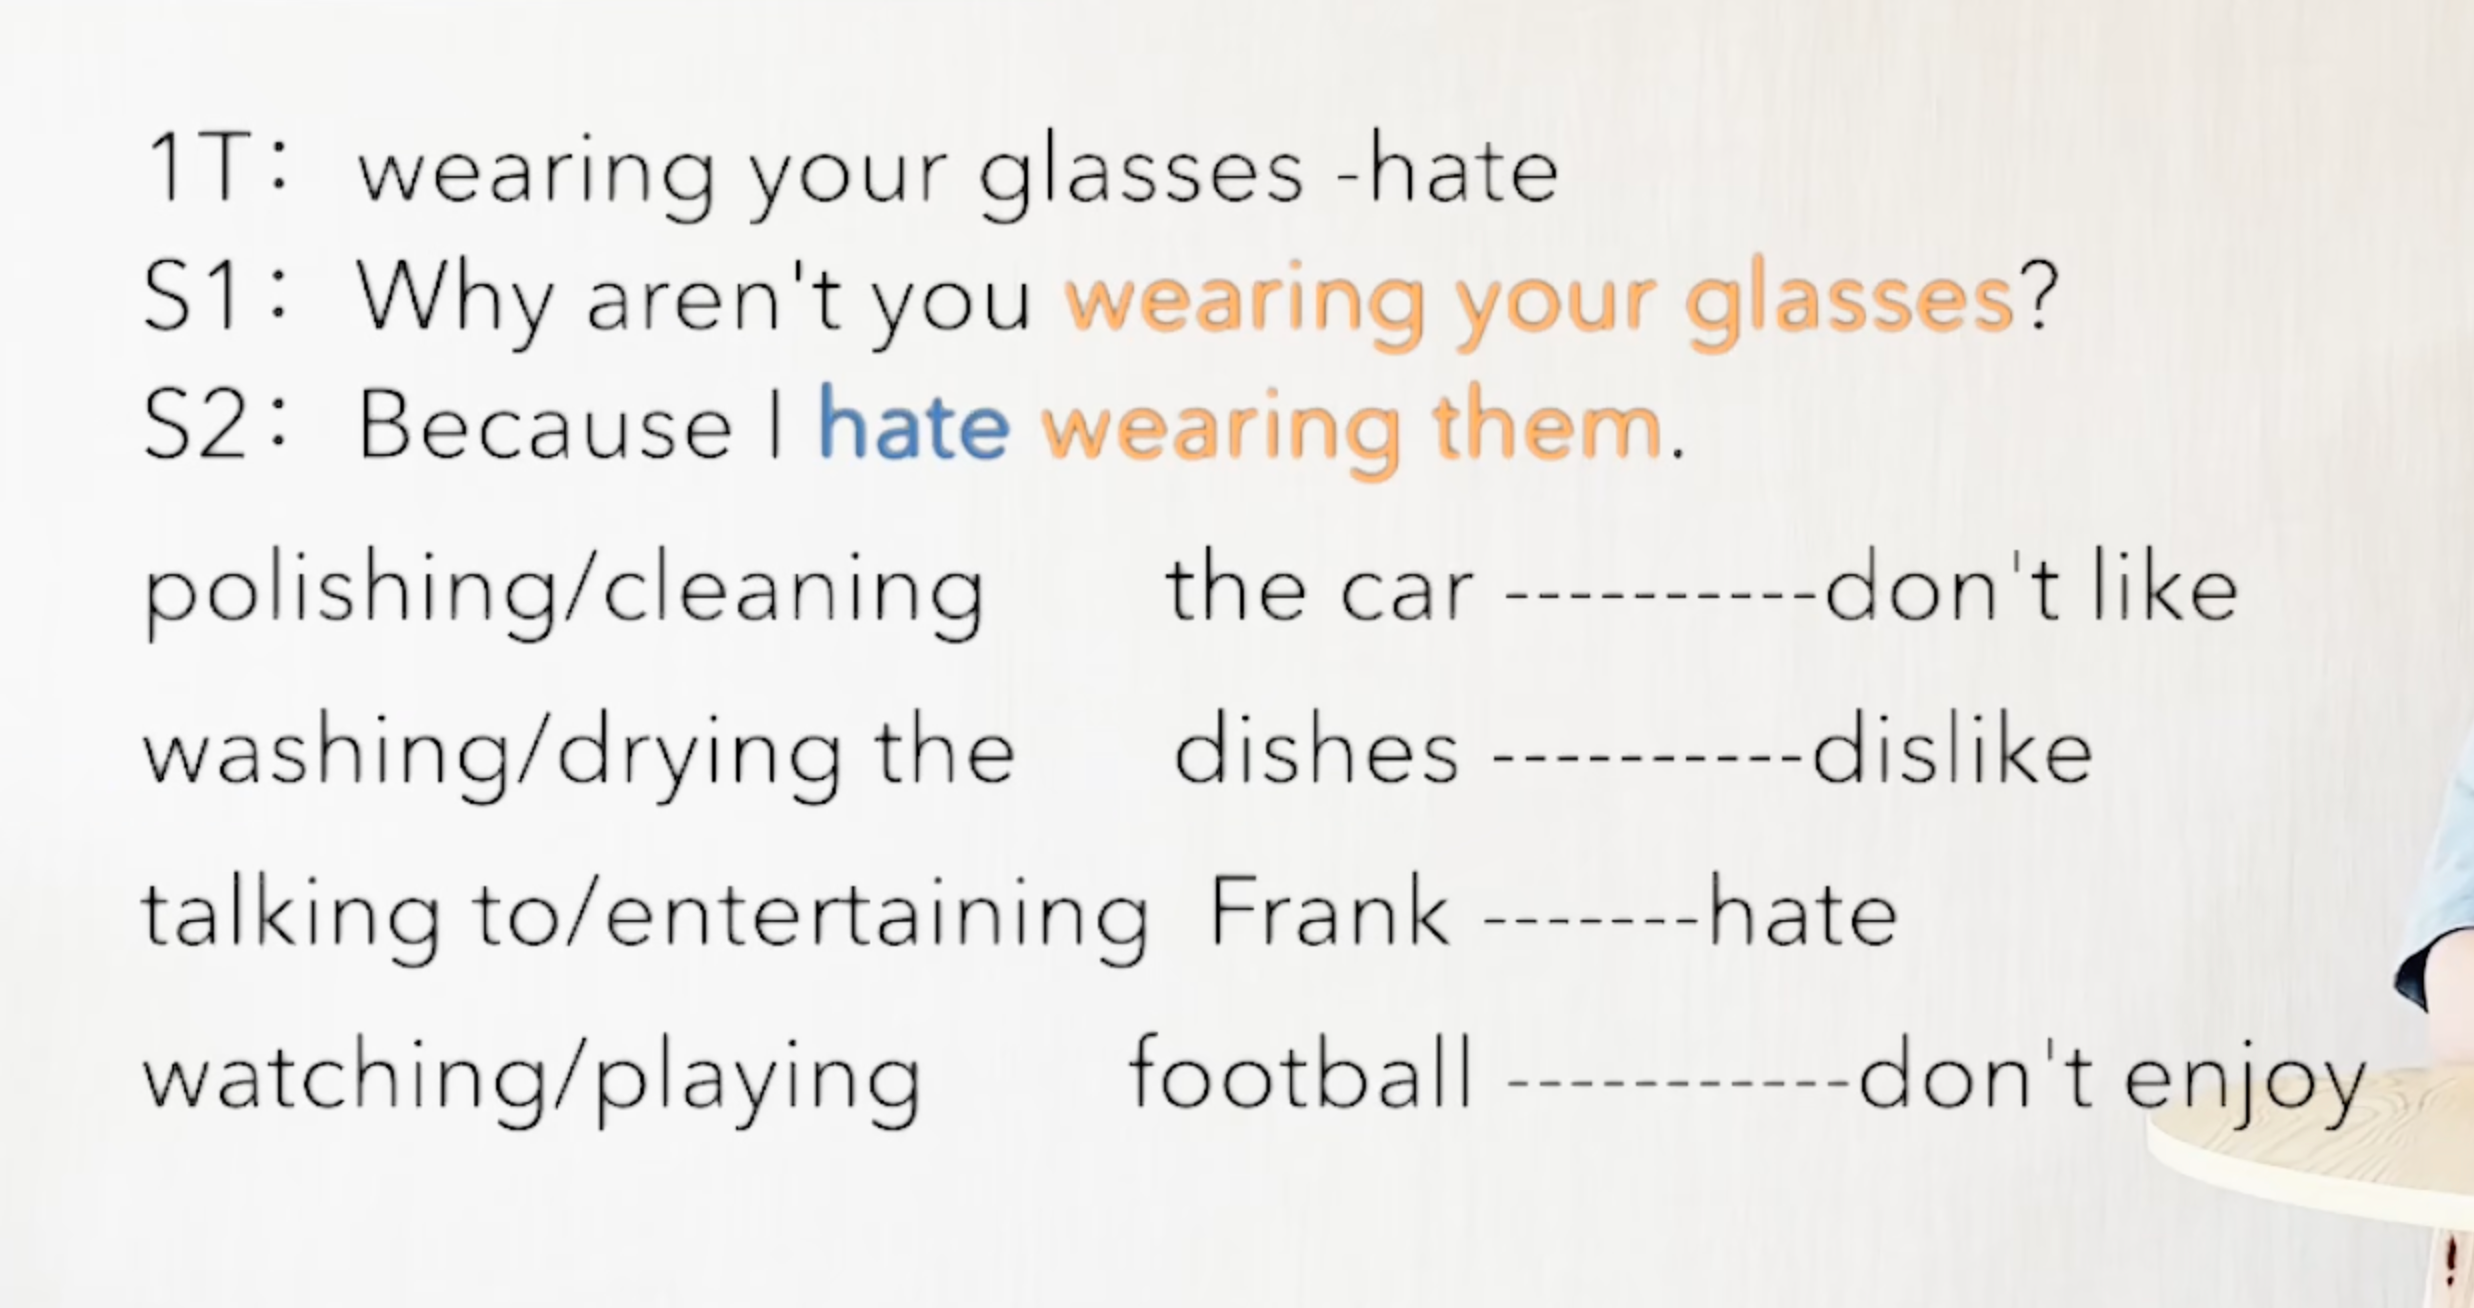 1T: wearing your glasses -hate
S1: Why aren't you wearing your glasses?
S2: Because I hate wearing them.
polishing/cleaning the car ----------don't like
washing/drying the dishes ----------dislike
talking to/entertaining Frank -------hate
watching/playing football -----------don't enjoy